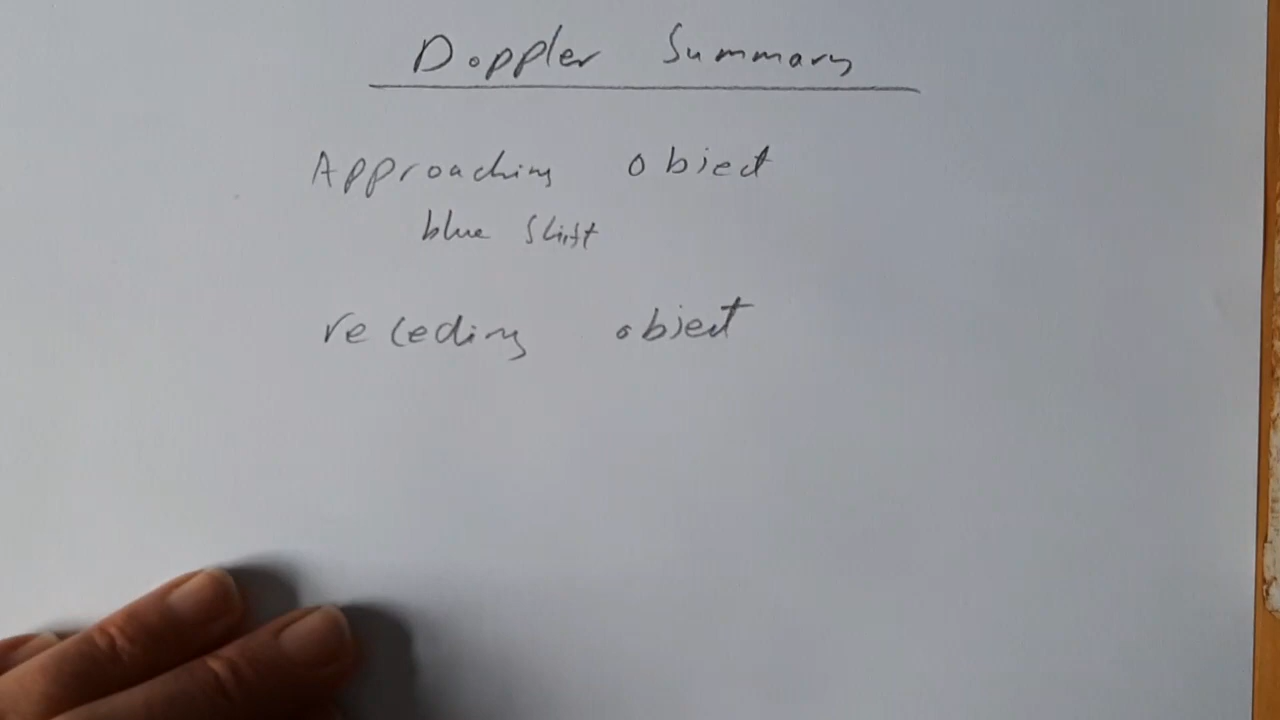 Doppler Summary
Approaching object
blue shift
receding object